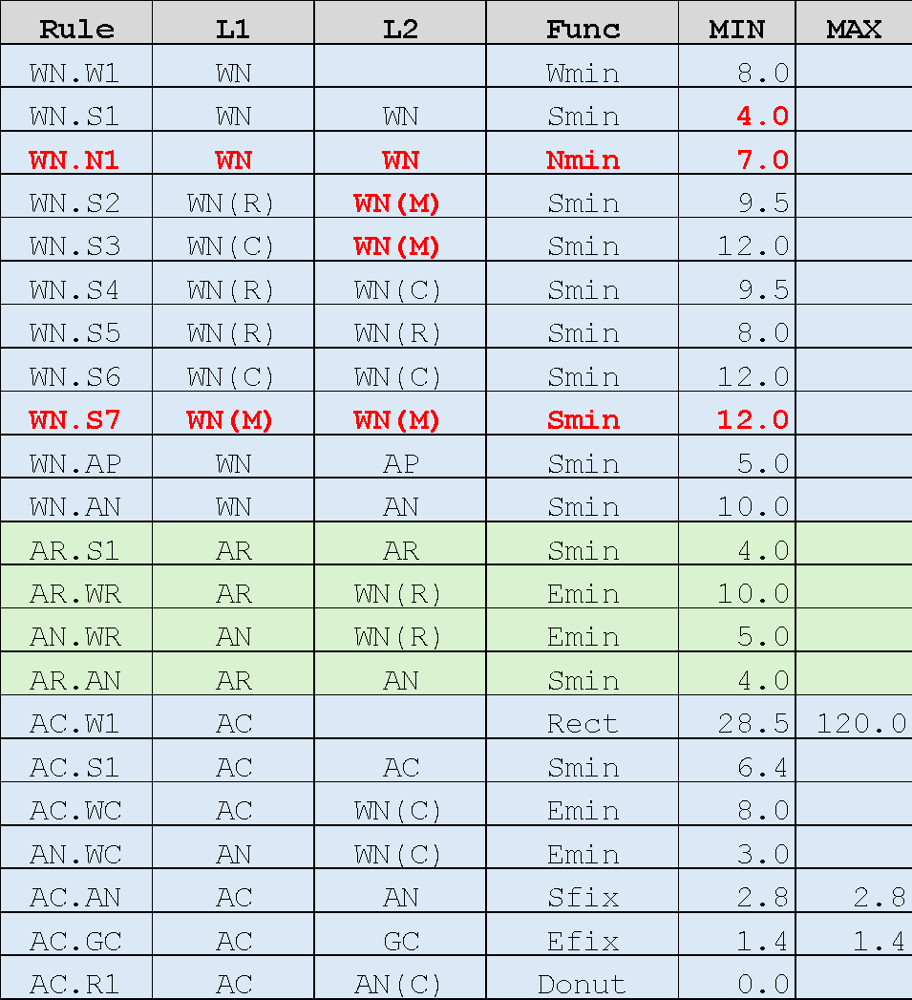 Rule L1 L2 Func MIN MAX
WN.W1 WN Wmin 8.0
WN.S1 WN WN Smin 4.0
WN.N1 WN WN Nmin 7.0
WN.S2 WN(R) WN(M) Smin 9.5
WN.S3 WN(C) WN(M) Smin 12.0
WN.S4 WN(R) WN(C) Smin 9.5
WN.S5 WN(R) WN(R) Smin 8.0
WN.S6 WN(C) WN(C) Smin 12.0
WN.S7 WN(M) WN(M) Smin 12.0
WN.AP WN AP Smin 5.0
WN.AN WN AN Smin 10.0
AR.S1 AR AR Smin 4.0
AR.WR AR WN(R) Emin 10.0
AN.WR AN WN(R) Emin 5.0
AR.AN AR AN Smin 4.0
AC.W1 AC Rect 28.5 120.0
AC.S1 AC AC Smin 6.4
AC.WC AC WN(C) Emin 8.0
AN.WC AN WN(C) Emin 3.0
AC.AN AC AN Sfix 2.8 2.8
AC.GC AC GC Efix 1.4 1.4
AC.R1 AC AN(C) Donut 0.0